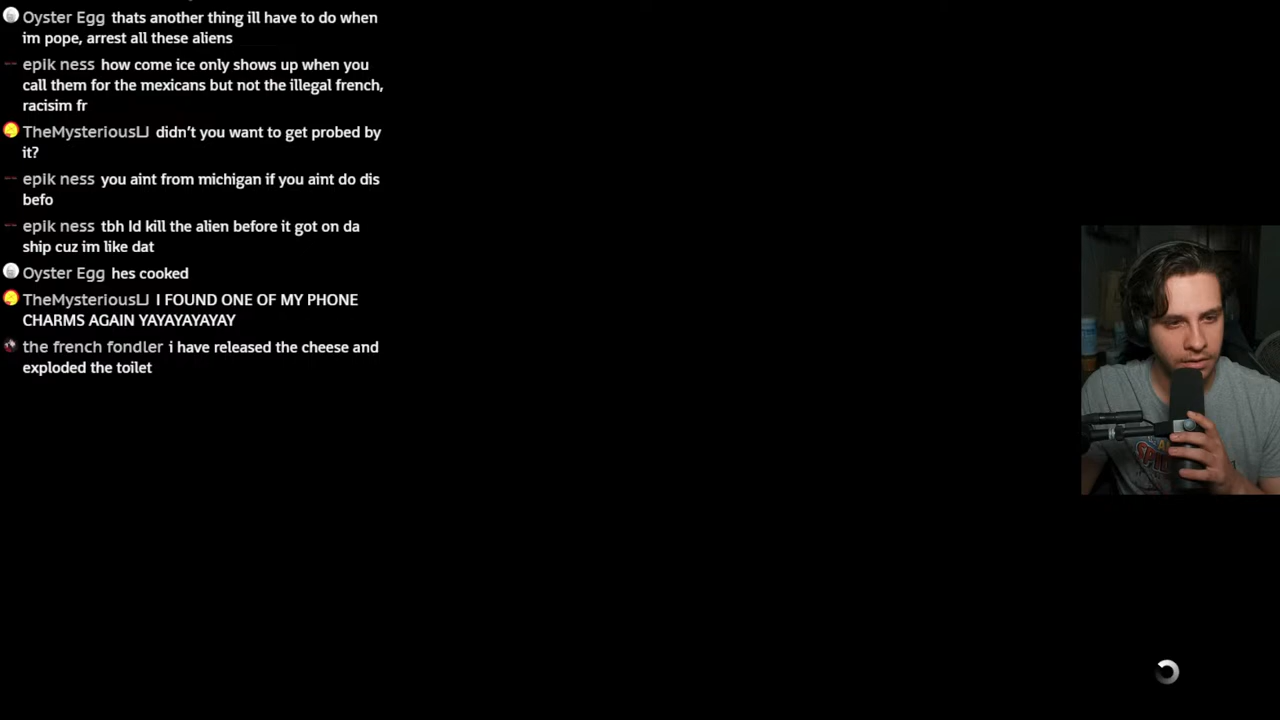 Oyster Egg thats another thing ill have to do when
im pope, arrest all these aliens
epik ness how come ice only shows up when you
call them for the mexicans but not the illegal french,
racisim fr
TheMysteriousLJ didn’t you want to get probed by
it?
epik ness you aint from michigan if you aint do dis
befo
epik ness tbh Id kill the alien before it got on da
ship cuz im like dat
Oyster Egg hes cooked
TheMysteriousLJ I FOUND ONE OF MY PHONE
CHARMS AGAIN YAYAYAYAYAY
the french fondler i have released the cheese and
exploded the toilet